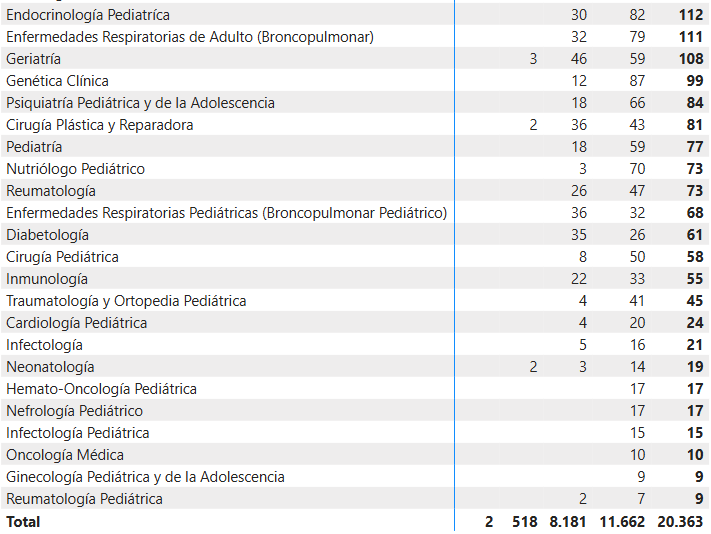 Endocrinología Pediatríca 30 82 112
Enfermedades Respiratorias de Adulto (Broncopulmonar) 32 79 111
Geriatría 3 46 59 108
Genética Clínica 12 87 99
Psiquiatría Pediátrica y de la Adolescencia 18 66 84
Cirugía Plástica y Reparadora 2 36 43 81
Pediatría 18 59 77
Nutriólogo Pediátrico 3 70 73
Reumatología 26 47 73
Enfermedades Respiratorias Pediátricas (Broncopulmonar Pediátrico) 36 32 68
Diabetología 35 26 61
Cirugía Pediátrica 8 50 58
Inmunología 22 33 55
Traumatología y Ortopedia Pediátrica 4 41 45
Cardiología Pediátrica 4 20 24
Infectología 5 16 21
Neonatología 2 3 14 19
Hemato-Oncología Pediátrica 17 17
Nefrología Pediátrico 17 17
Infectología Pediátrica 15 15
Oncología Médica 10 10
Ginecología Pediátrica y de la Adolescencia 9 9
Reumatología Pediátrica 2 7 9
Total 2 518 8.181 11.662 20.363